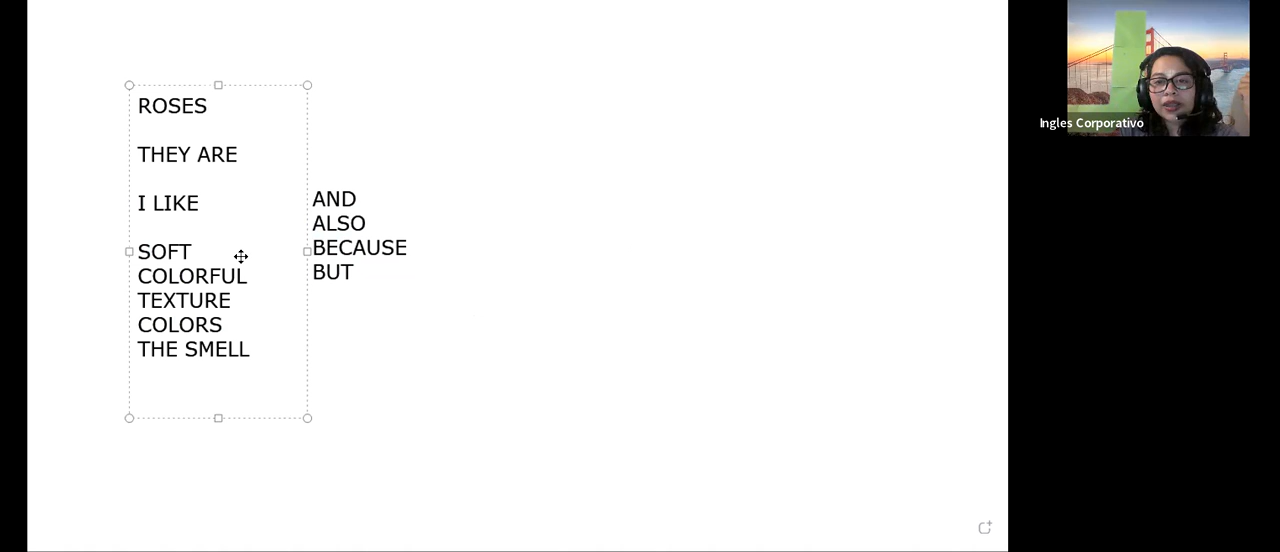 ROSES
THEY ARE
I LIKE
SOFT
COLORFUL
TEXTURE
COLORS
THE SMELL
AND
ALSO
BECAUSE
BUT
Ingles Corporativo